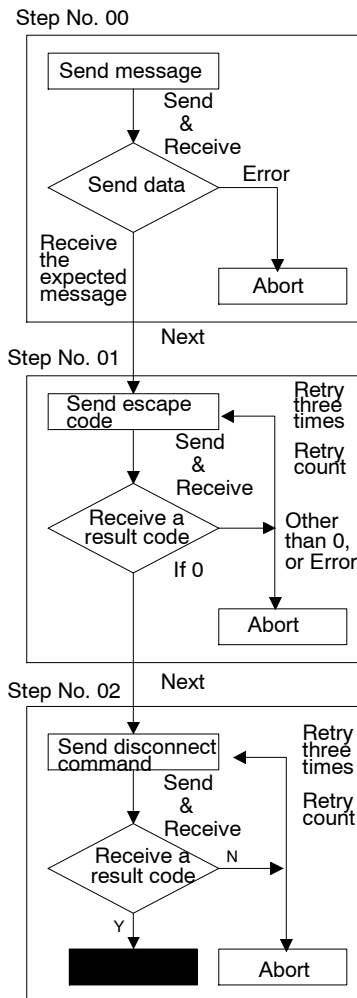 Step No. 00
Send message
Send
&
Receive
Send data
Error
Receive
the
expected
message
Abort
Next
Step No. 01
Send escape
code
Retry
three
times
Retry
count
Send
&
Receive
Receive a
result code
Other
than 0,
or Error
If 0
Abort
Next
Step No. 02
Send disconnect
command
Retry
three
times
Retry
count
Send
&
Receive
Receive a
result code
N
Y
Abort